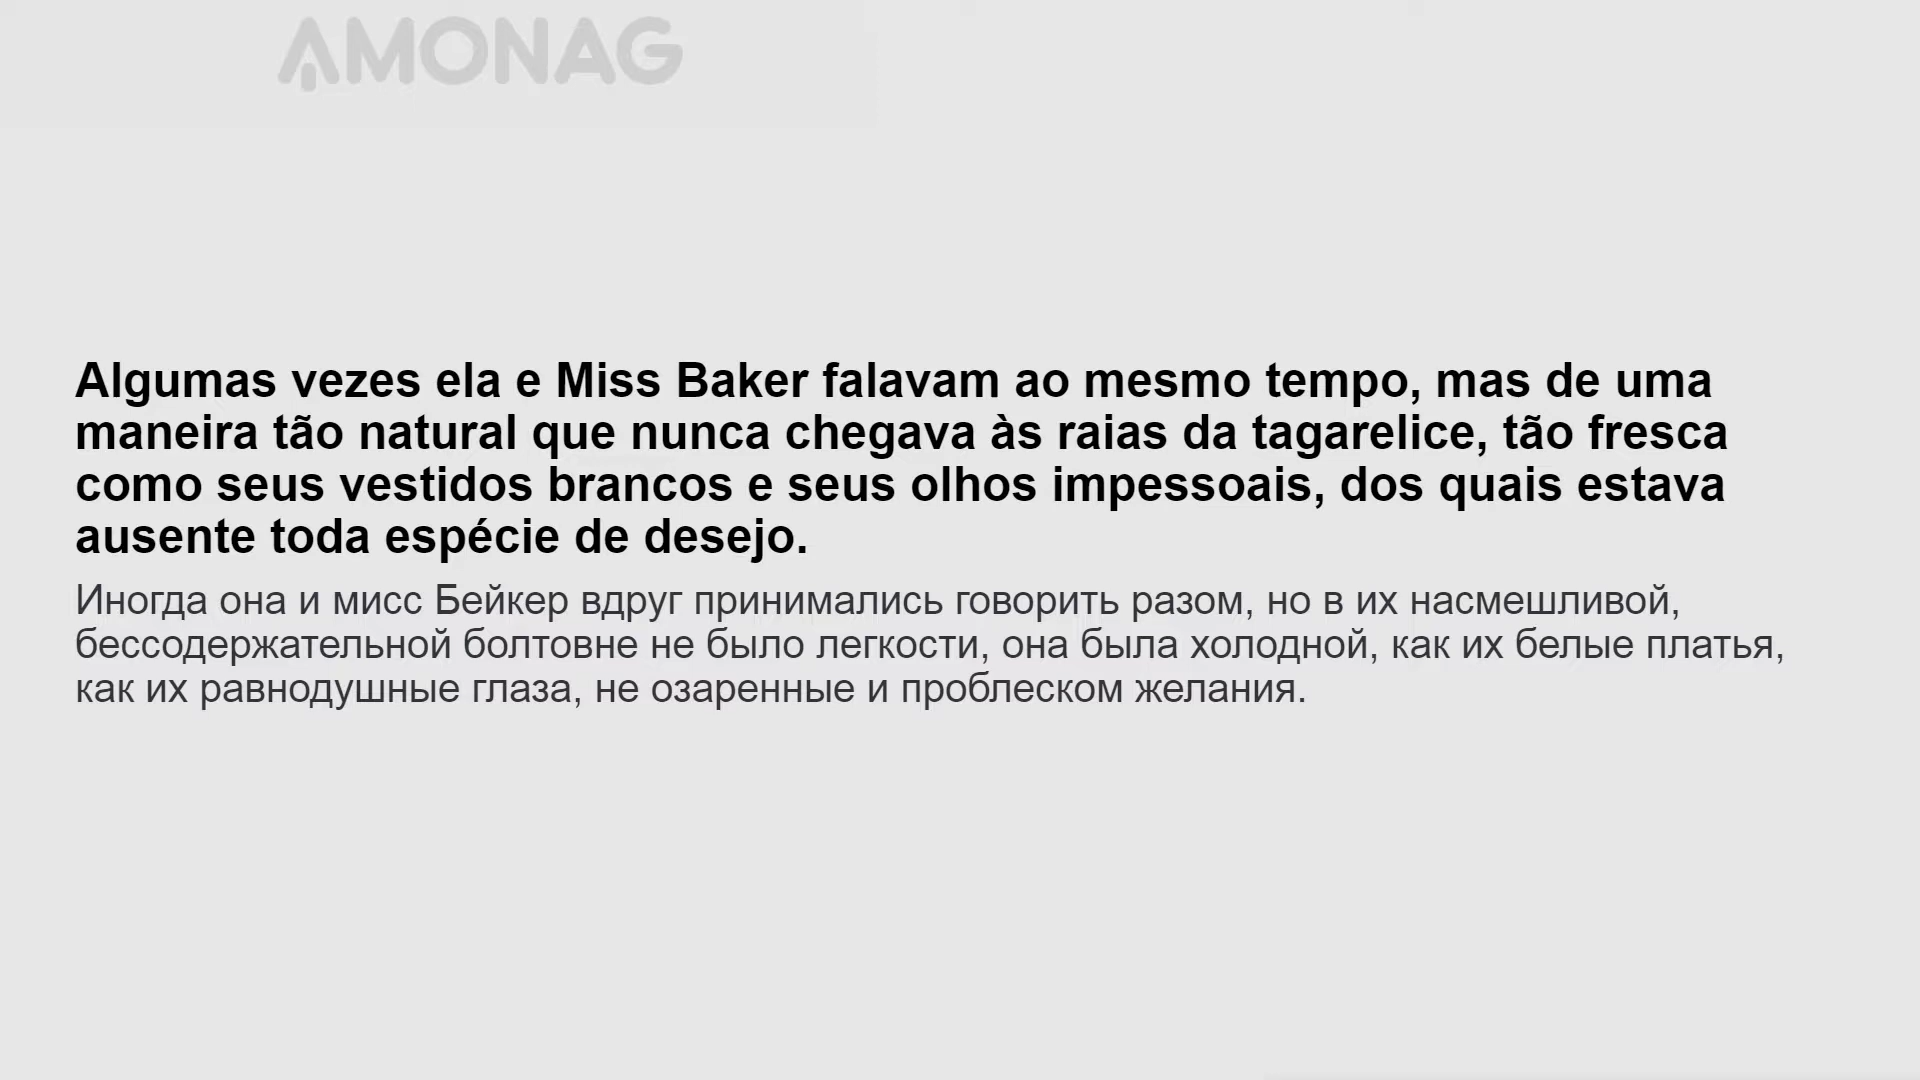 AMONAG
Algumas vezes ela e Miss Baker falavam ao mesmo tempo, mas de uma
maneira tão natural que nunca chegava às raias da tagarelice, tão fresca
como seus vestidos brancos e seus olhos impessoais, dos quais estava
ausente toda espécie de desejo.
Иногда она и мисс Бейкер вдруг принимались говорить разом, но в их насмешливой,
бессодержательной болтовне не было легкости, она была холодной, как их белые платья,
как их равнодушные глаза, не озаренные и проблеском желания.